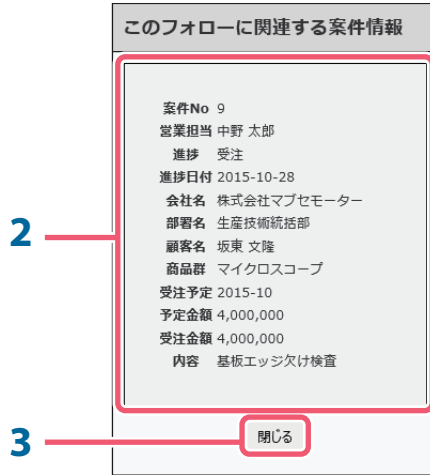 このフォローに関連する案件情報
案件No 9
営業担当 中野 太郎
進捗 受注
進捗日付 2015-10-28
会社名 株式会社マブセモーター
2 部署名 生産技術統括部
顧客名 坂東 文隆
商品群 マイクロスコープ
受注予定 2015-10
予定金額 4,000,000
受注金額 4,000,000
内容 基板エッジ欠け検査
3 閉じる